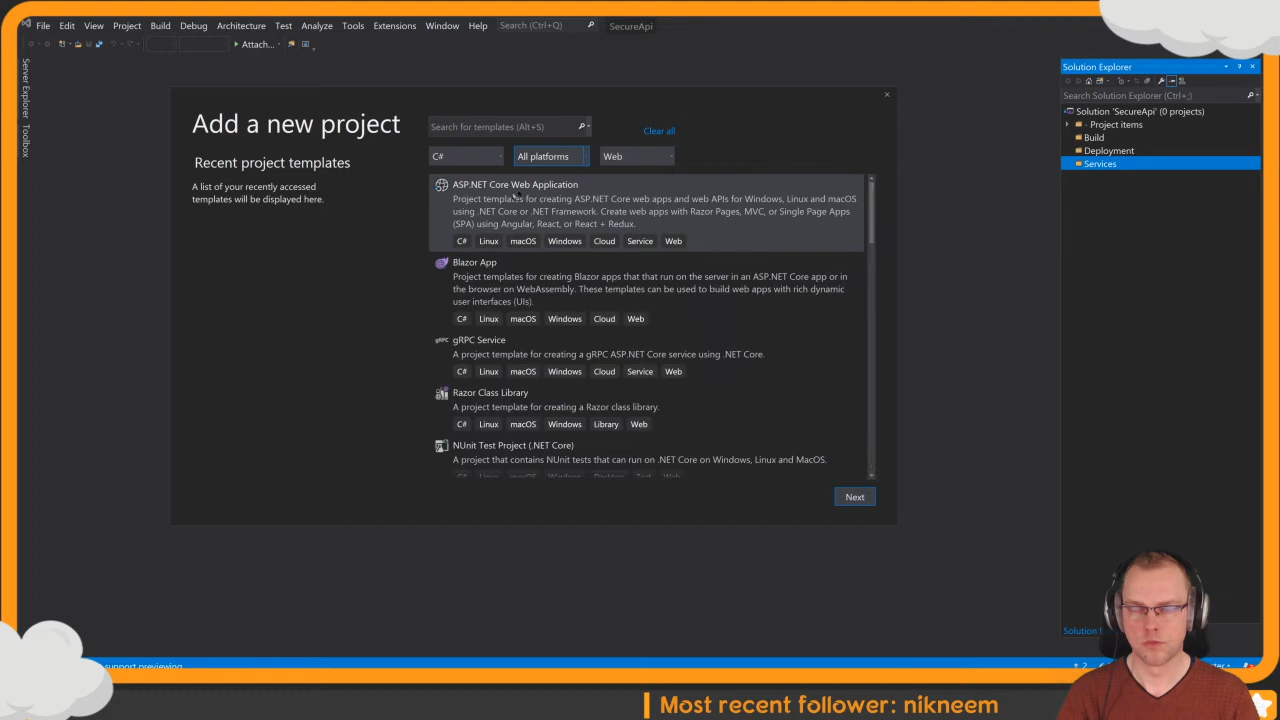 File Edit View Project Build Debug Architecture Test Analyze Tools Extensions Window Help Search (Ctrl+Q) SecureApi
Attach...
Server Explorer
Toolbox
Add a new project
Recent project templates
A list of your recently accessed
templates will be displayed here.
Search for templates (Alt+S)
Clear all
C# All platforms Web
ASP.NET Core Web Application
Project templates for creating ASP.NET Core web apps and web APIs for Windows, Linux and macOS
using .NET Core or .NET Framework. Create web apps with Razor Pages, MVC, or Single Page Apps
(SPA) using Angular, React, or React + Redux.
C# Linux macOS Windows Cloud Service Web
Blazor App
Project templates for creating Blazor apps that that run on the server in an ASP.NET Core app or in
the browser on WebAssembly. These templates can be used to build web apps with rich dynamic
user interfaces (UIs).
C# Linux macOS Windows Cloud Web
gRPC gRPC Service
A project template for creating a gRPC ASP.NET Core service using .NET Core.
C# Linux macOS Windows Cloud Service Web
Razor Class Library
A project template for creating a Razor class library.
C# Linux macOS Windows Library Web
NUnit Test Project (.NET Core)
A project that contains NUnit tests that can run on .NET Core on Windows, Linux and MacOS.
C# Linux macOS Windows Desktop Test Web
Next
Solution Explorer
Search Solution Explorer (Ctrl+;)
Solution 'SecureApi' (0 projects)
- Project items
Build
Deployment
Services
Solution
support previewing
2
Most recent follower: nikneem